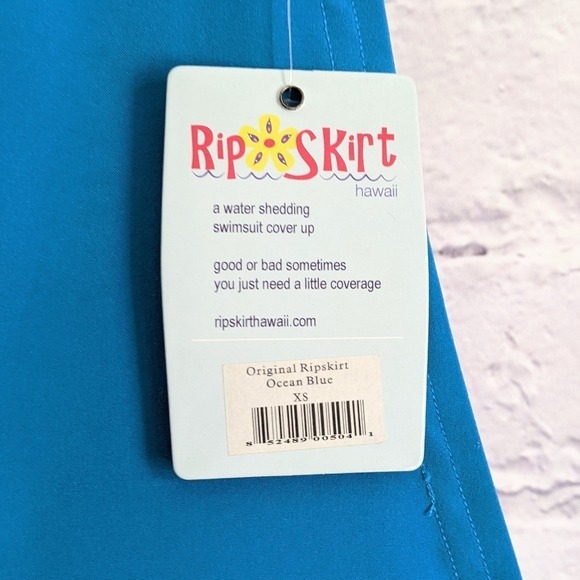 RipSkirt
hawaii
a water shedding
swimsuit cover up
good or bad sometimes
you just need a little coverage
ripskirthawaii.com
Original Ripskirt
Ocean Blue
XS
8 52489 00504 1